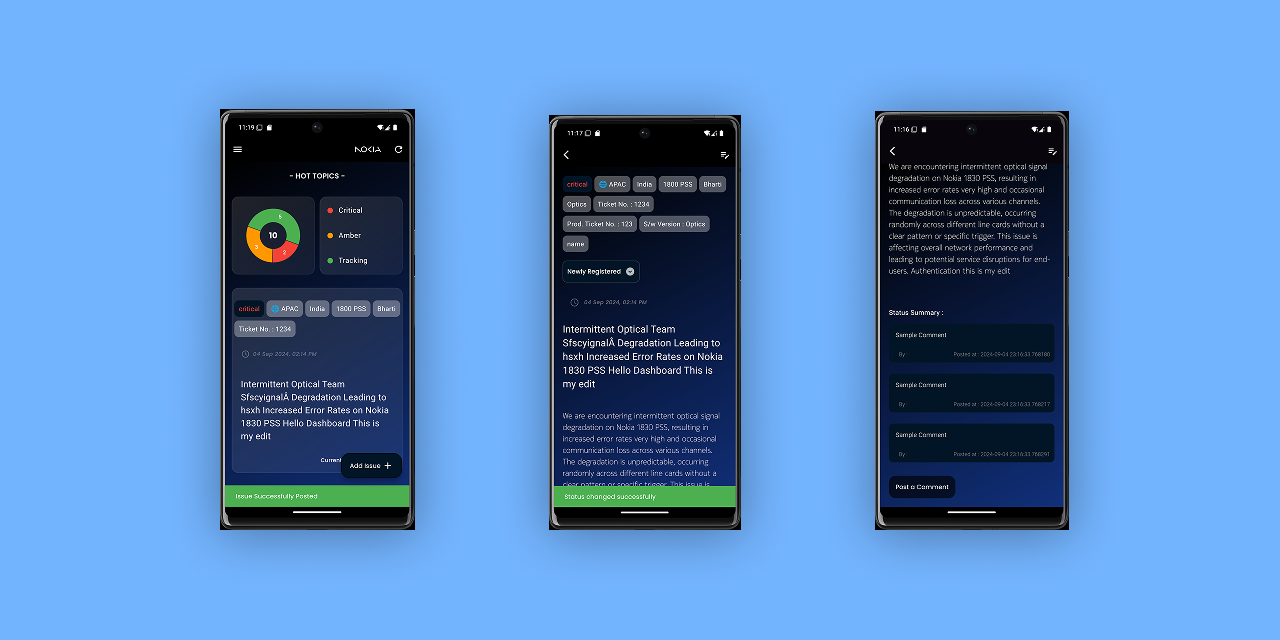 11:19
NOKIA
- HOT TOPICS -
5
10
3
2
Critical
Amber
Tracking
critical
APAC
India
1800 PSS
Bharti
Ticket No. : 1234
04 Sep 2024, 02:14 PM
Intermittent Optical Team
SfscyignalÂ Degradation Leading to
hsxh Increased Error Rates on Nokia
1830 PSS Hello Dashboard This is
my edit
Current
Add Issue +
Issue Successfully Posted
11:17
critical
APAC
India
1800 PSS
Bharti
Optics
Ticket No. : 1234
Prod. Ticket No. : 123
S/w Version : Optics
name
Newly Registered
04 Sep 2024, 02:14 PM
Intermittent Optical Team
SfscyignalÂ Degradation Leading to
hsxh Increased Error Rates on Nokia
1830 PSS Hello Dashboard This is
my edit
We are encountering intermittent optical signal
degradation on Nokia 1830 PSS, resulting in
increased error rates very high and occasional
communication loss across various channels.
The degradation is unpredictable, occurring
randomly across different line cards without a
clear pattern or specific trigger. This issue is
Status changed successfully
11:16
We are encountering intermittent optical signal
degradation on Nokia 1830 PSS, resulting in
increased error rates very high and occasional
communication loss across various channels.
The degradation is unpredictable, occurring
randomly across different line cards without a
clear pattern or specific trigger. This issue is
affecting overall network performance and
leading to potential service disruptions for end-
users. Authentication this is my edit
Status Summary :
Sample Comment
By :
Posted at : 2024-09-04 23:16:33.768180
Sample Comment
By :
Posted at : 2024-09-04 23:16:33.768217
Sample Comment
By :
Posted at : 2024-09-04 23:16:33.768291
Post a Comment